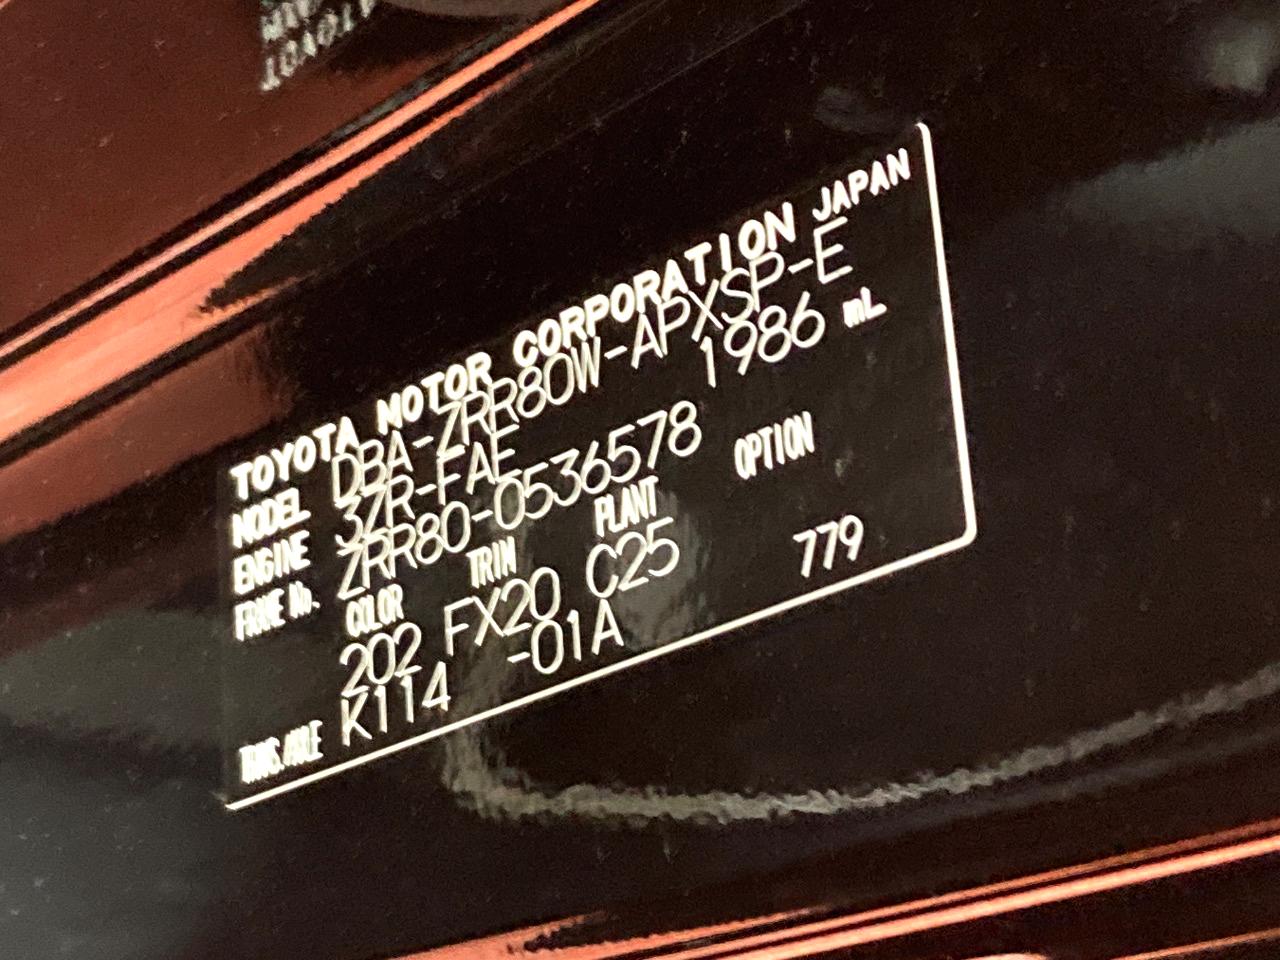 TOYOTA MOTOR CORPORATION JAPAN
MODEL DBA-ZRR80W-APXSP-E
ENGINE 3ZR-FAE 1986 mL
FRAME No. ZRR80-0536578
COLOR TRIM PLANT OPTION
202 FX20 C25 779
TRANS./AXLE K114 -01A